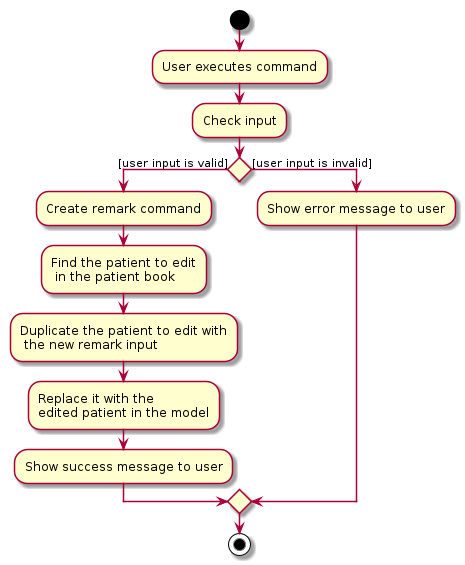 User executes command
Check input
[user input is valid]
[user input is invalid]
Create remark command
Show error message to user
Find the patient to edit
in the patient book
Duplicate the patient to edit with
the new remark input
Replace it with the
edited patient in the model
Show success message to user